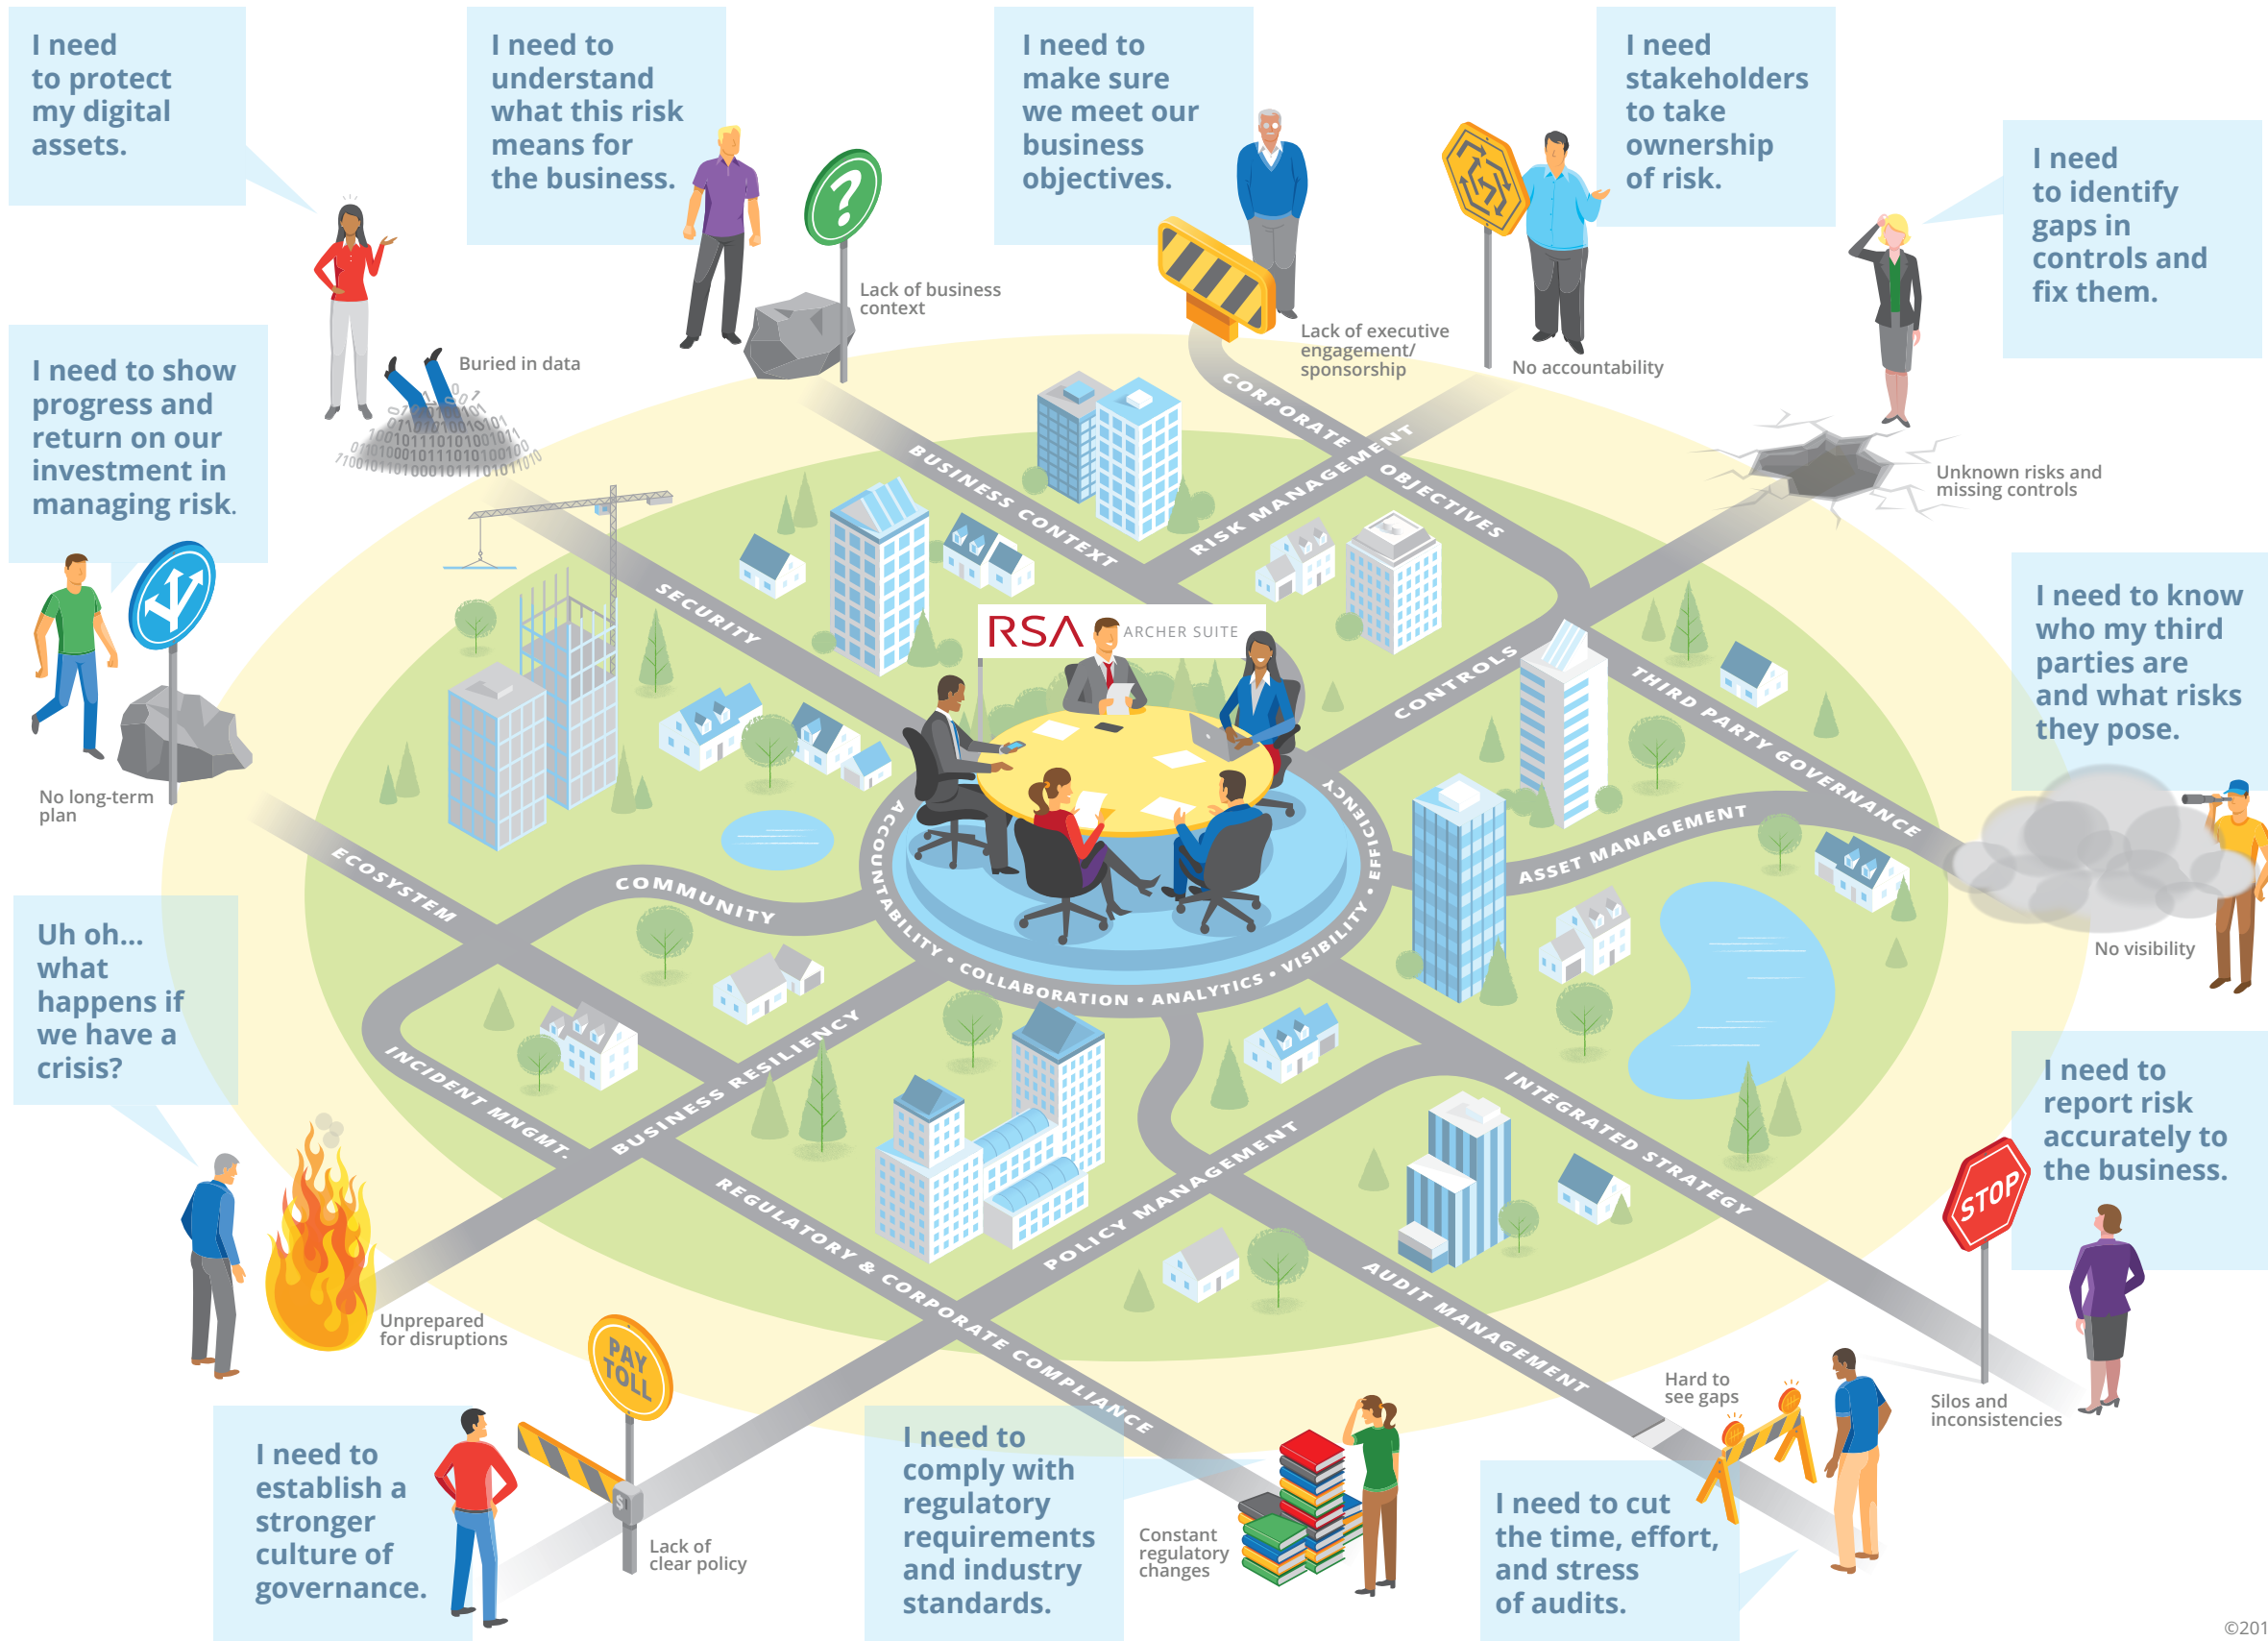 I need
to protect
my digital
assets.
I need to
understand
what this risk
means for
the business.
I need to
make sure
we meet our
business
objectives.
I need
stakeholders
to take
ownership
of risk.
I need
to identify
gaps in
controls and
fix them.
?
Lack of business
context
Lack of executive
engagement/
sponsorship
No accountability
Buried in data
I need to show
progress and
return on our
investment in
managing risk.
Unknown risks and
missing controls
CORPORATE OBJECTIVES
BUSINESS CONTEXT
RISK MANAGEMENT
SECURITY
RSA ARCHER SUITE
CONTROLS
THIRD PARTY GOVERNANCE
I need to know
who my third
parties are
and what risks
they pose.
No long-term
plan
ECOSYSTEM
COMMUNITY
ACCOUNTABILITY • COLLABORATION • ANALYTICS • VISIBILITY • EFFICIENCY
ASSET MANAGEMENT
No visibility
Uh oh...
what
happens if
we have a
crisis?
INCIDENT MNGMT.
BUSINESS RESILIENCY
INTEGRATED STRATEGY
I need to
report risk
accurately to
the business.
STOP
REGULATORY & CORPORATE COMPLIANCE
POLICY MANAGEMENT
AUDIT MANAGEMENT
Unprepared
for disruptions
PAY
TOLL
$
Hard to
see gaps
Silos and
inconsistencies
I need to
establish a
stronger
culture of
governance.
Lack of
clear policy
I need to
comply with
regulatory
requirements
and industry
standards.
Constant
regulatory
changes
I need to cut
the time, effort,
and stress
of audits.
©201